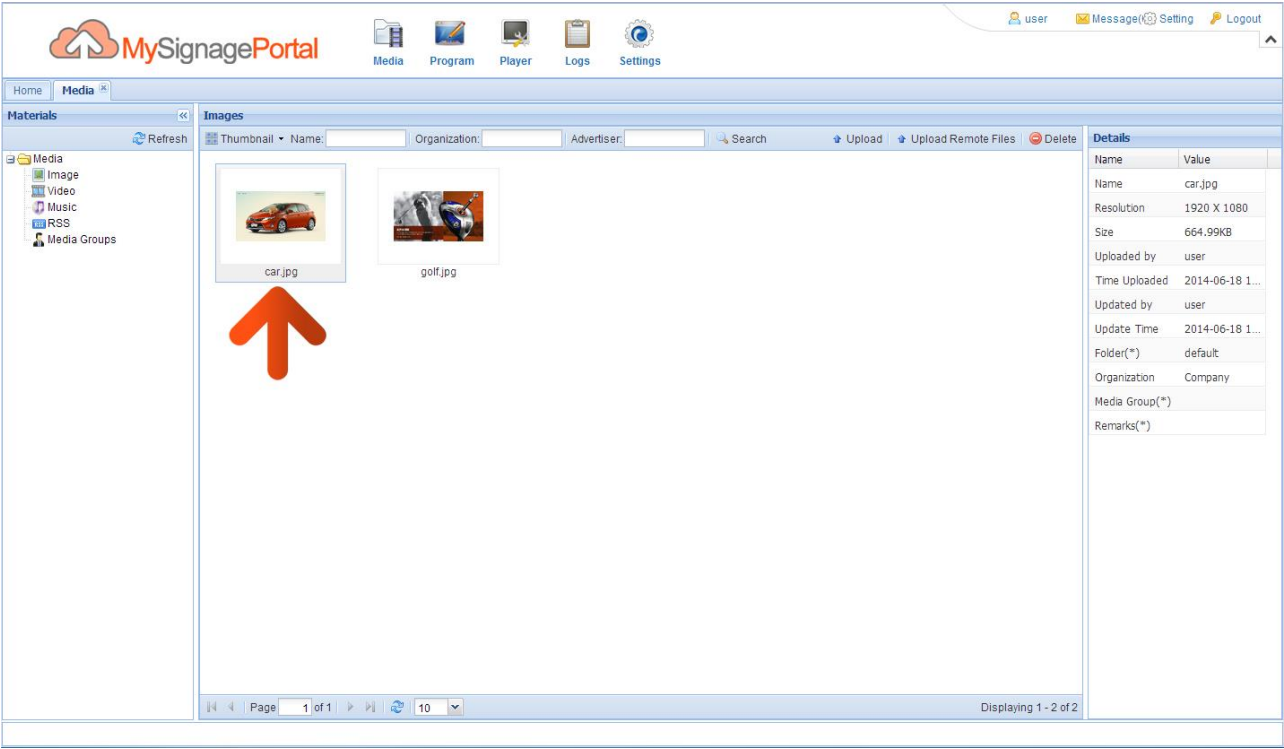 MySignagePortal
Media Program Player Logs Settings
user Message( Setting Logout
Home Media
Materials
Refresh
Media
Image
Video
Music
RSS
Media Groups
Images
Thumbnail Name: Organization: Advertiser: Search Upload Upload Remote Files Delete
car.jpg golf.jpg
Page 1 of 1 10 Displaying 1 - 2 of 2
Details
Name Value
Name car.jpg
Resolution 1920 X 1080
Size 664.99KB
Uploaded by user
Time Uploaded 2014-06-18 1...
Updated by user
Update Time 2014-06-18 1...
Folder(*) default
Organization Company
Media Group(*)
Remarks(*)